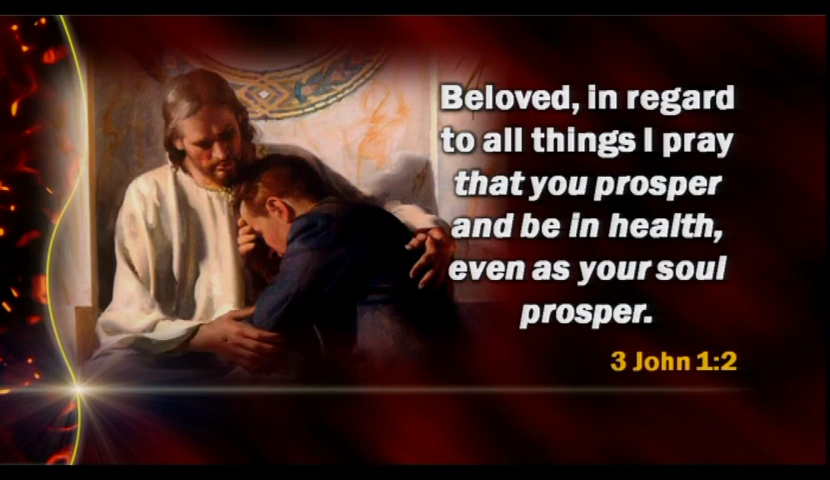 Beloved, in regard
to all things I pray
that you prosper
and be in health,
even as your soul
prosper.
3 John 1:2